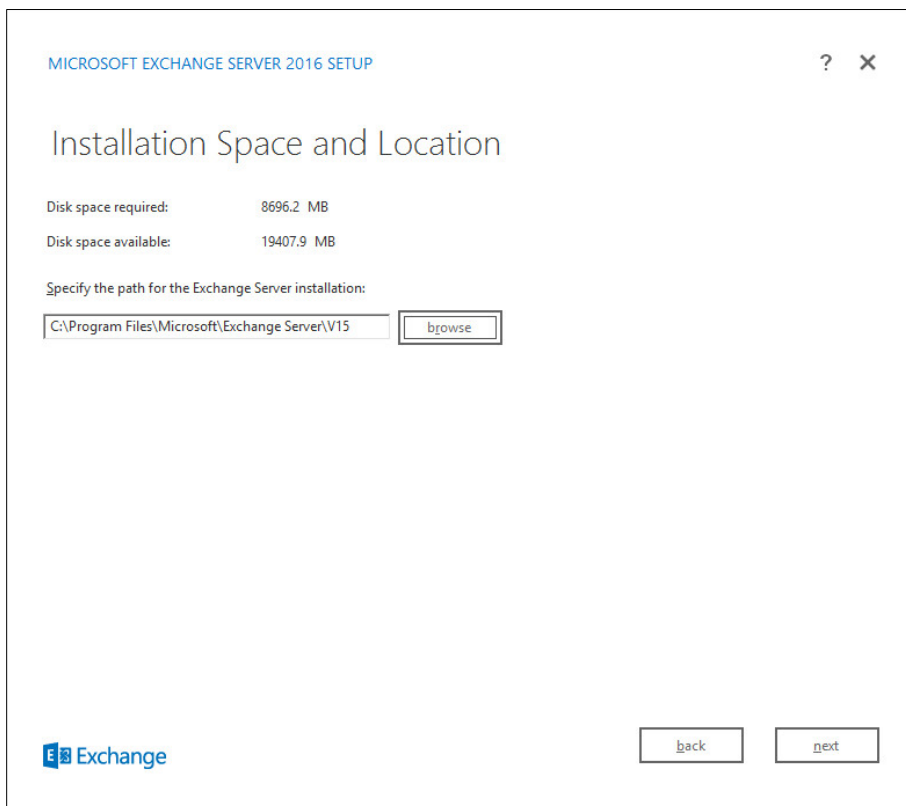 MICROSOFT EXCHANGE SERVER 2016 SETUP ? ✕
Installation Space and Location
Disk space required: 8696.2 MB
Disk space available: 19407.9 MB
Specify the path for the Exchange Server installation:
C:\Program Files\Microsoft\Exchange Server\V15 browse
E Exchange back next